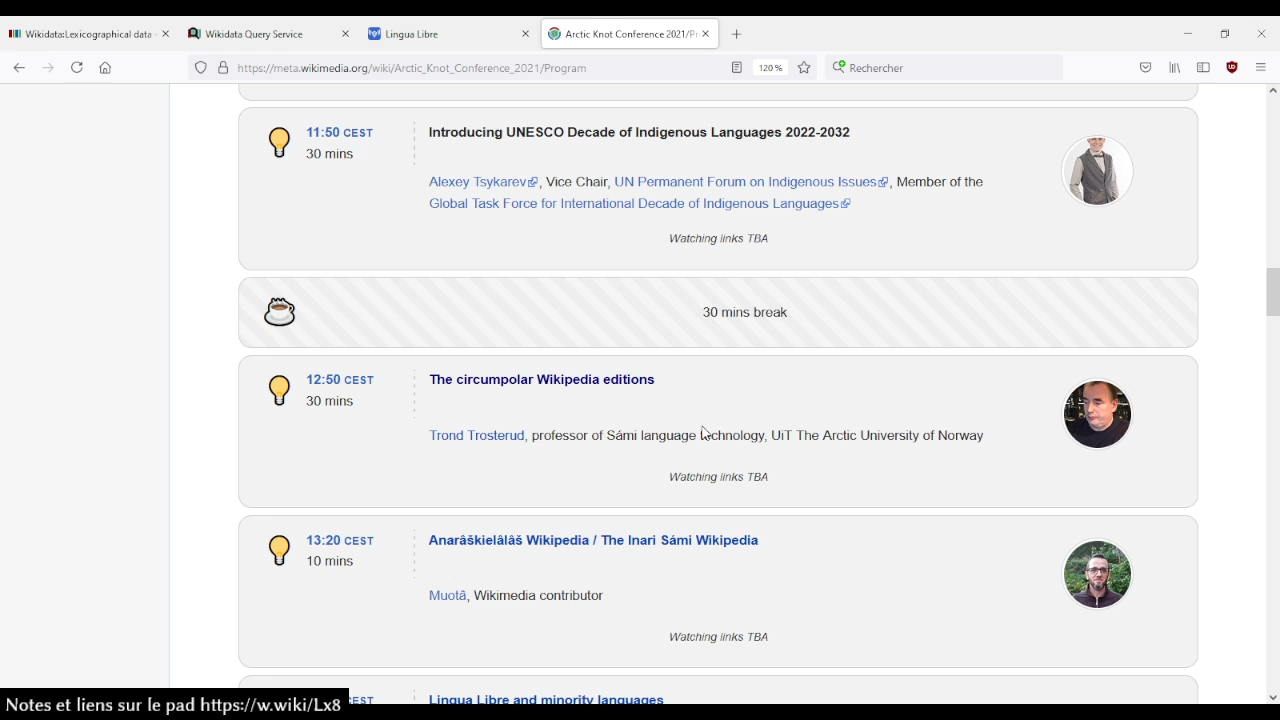 Wikidata:Lexicographical data -
Wikidata Query Service
Lingua Libre
Arctic Knot Conference 2021/Pr
https://meta.wikimedia.org/wiki/Arctic_Knot_Conference_2021/Program
120 %
Rechercher
11:50 CEST
30 mins
Introducing UNESCO Decade of Indigenous Languages 2022-2032
Alexey Tsykarev, Vice Chair, UN Permanent Forum on Indigenous Issues, Member of the
Global Task Force for International Decade of Indigenous Languages
Watching links TBA
30 mins break
12:50 CEST
30 mins
The circumpolar Wikipedia editions
Trond Trosterud, professor of Sámi language technology, UiT The Arctic University of Norway
Watching links TBA
13:20 CEST
10 mins
Anarâškielâlâš Wikipedia / The Inari Sámi Wikipedia
Muotâ, Wikimedia contributor
Watching links TBA
CEST
Lingua Libre and minority languages
Notes et liens sur le pad https://w.wiki/Lx8